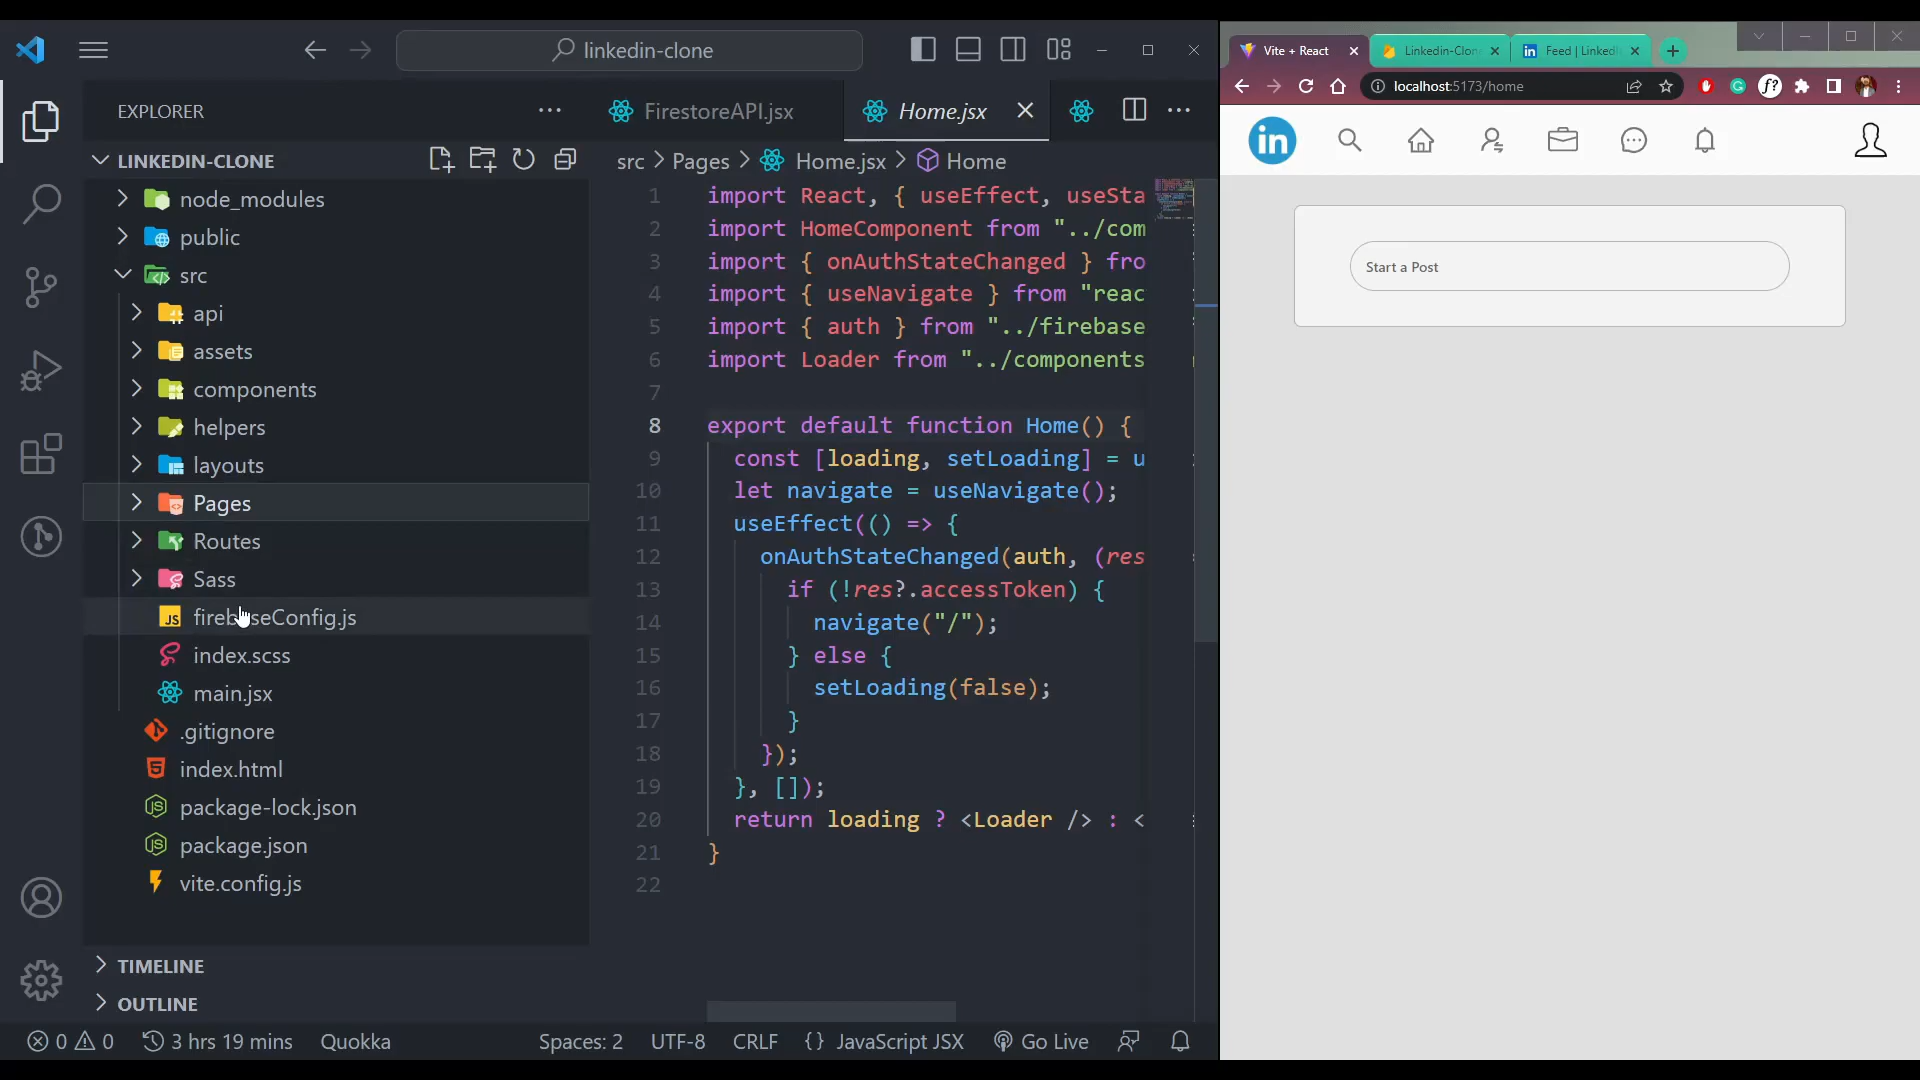 linkedin-clone
EXPLORER
LINKEDIN-CLONE
node_modules
public
src
api
assets
components
helpers
layouts
Pages
Routes
Sass
firebaseConfig.js
index.scss
main.jsx
.gitignore
index.html
package-lock.json
package.json
vite.config.js
TIMELINE
OUTLINE
FirestoreAPI.jsx
Home.jsx
src > Pages > Home.jsx > Home
1 import React, { useEffect, useSta
2 import HomeComponent from "../com
3 import { onAuthStateChanged } fro
4 import { useNavigate } from "reac
5 import { auth } from "../firebase
6 import Loader from "../components
7
8 export default function Home() {
9 const [loading, setLoading] = u
10 let navigate = useNavigate();
11 useEffect(() => {
12 onAuthStateChanged(auth, (res
13 if (!res?.accessToken) {
14 navigate("/");
15 } else {
16 setLoading(false);
17 }
18 });
19 }, []);
20 return loading ? <Loader /> : <
21 }
22
0 0 3 hrs 19 mins Quokka Spaces: 2 UTF-8 CRLF {} JavaScript JSX Go Live
Vite + React
Linkedin-Clon
Feed | LinkedI
localhost:5173/home
in
Start a Post